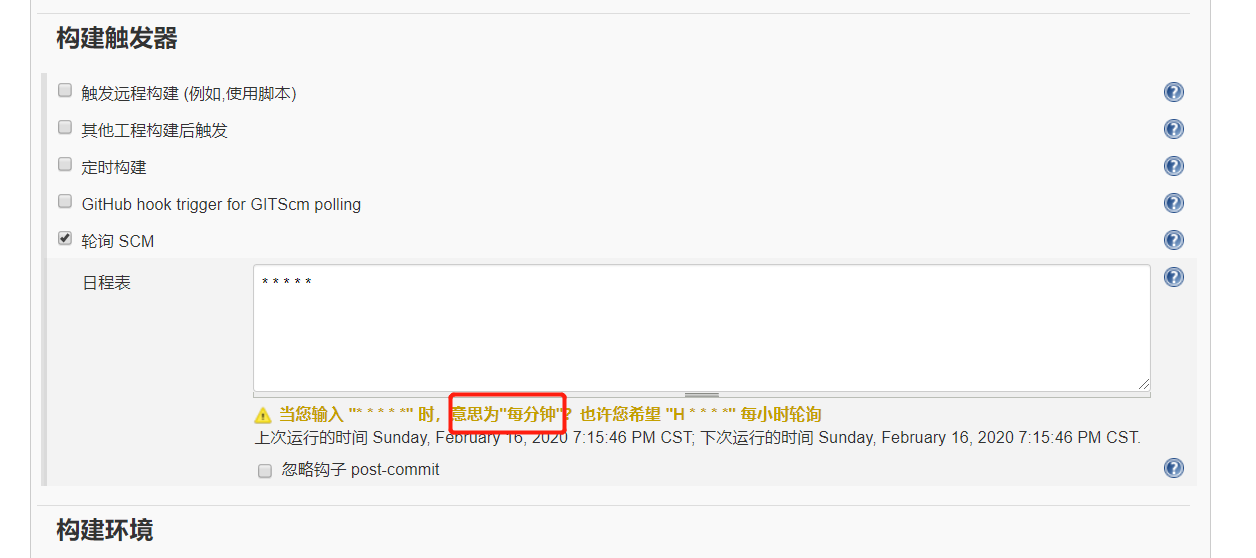 构建触发器
触发远程构建 (例如,使用脚本)
其他工程构建后触发
定时构建
GitHub hook trigger for GITScm polling
轮询 SCM
日程表
* * * * *
当您输入 "* * * * *" 时，意思为"每分钟"？也许您希望 "H * * * *" 每小时轮询
上次运行的时间 Sunday, February 16, 2020 7:15:46 PM CST; 下次运行的时间 Sunday, February 16, 2020 7:15:46 PM CST.
忽略钩子 post-commit
构建环境